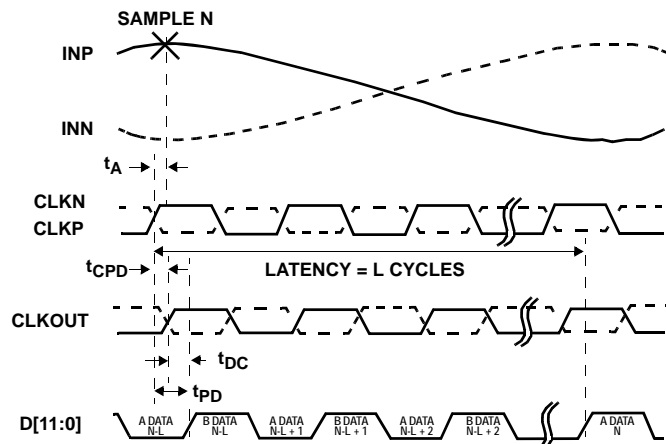 SAMPLE N
INP
INN
tA
CLKN
CLKP
LATENCY = L CYCLES
tCPD
CLKOUT
tDC
tPD
D[11:0]
A DATA
N-L
B DATA
N-L
A DATA
N-L + 1
B DATA
N-L + 1
A DATA
N-L + 2
B DATA
N-L + 2
A DATA
N